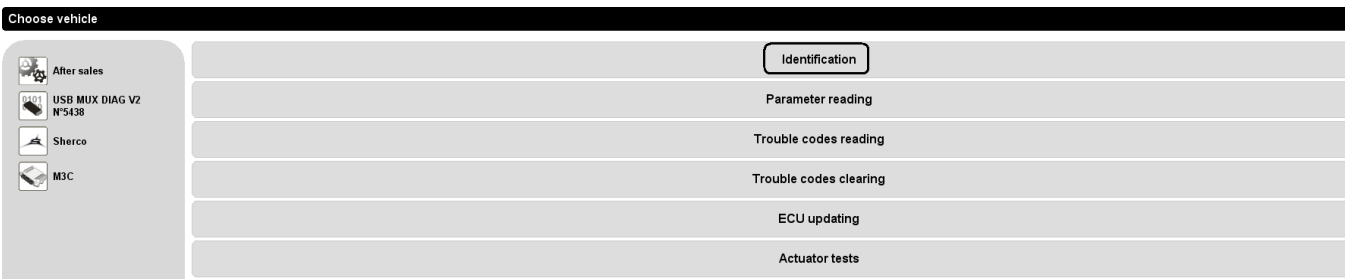 Choose vehicle
After sales
USB MUX DIAG V2
N°5438
Sherco
M3C
Identification
Parameter reading
Trouble codes reading
Trouble codes clearing
ECU updating
Actuator tests